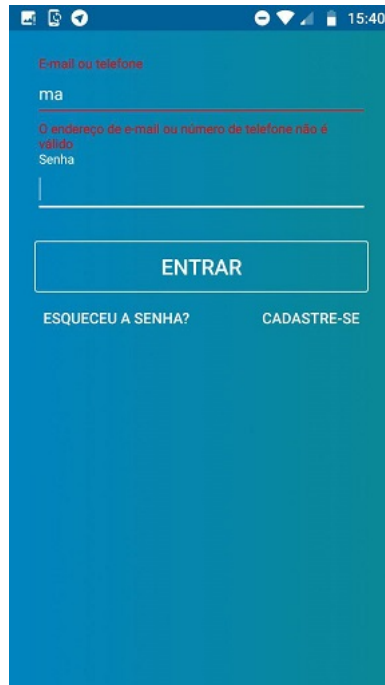 15:40
E-mail ou telefone
ma
O endereço de e-mail ou número de telefone não é
válido
Senha
ENTRAR
ESQUECEU A SENHA? CADASTRE-SE